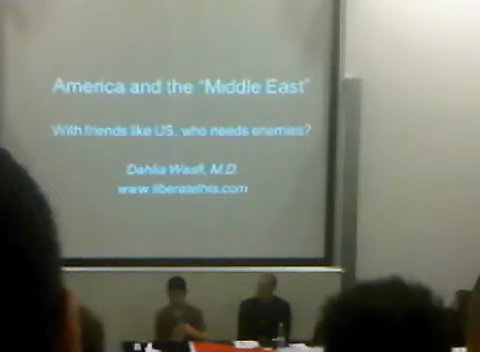 America and the "Middle East"
With friends like US, who needs enemies?
Dahlia Wasfi, M.D.
www.liberatethis.com